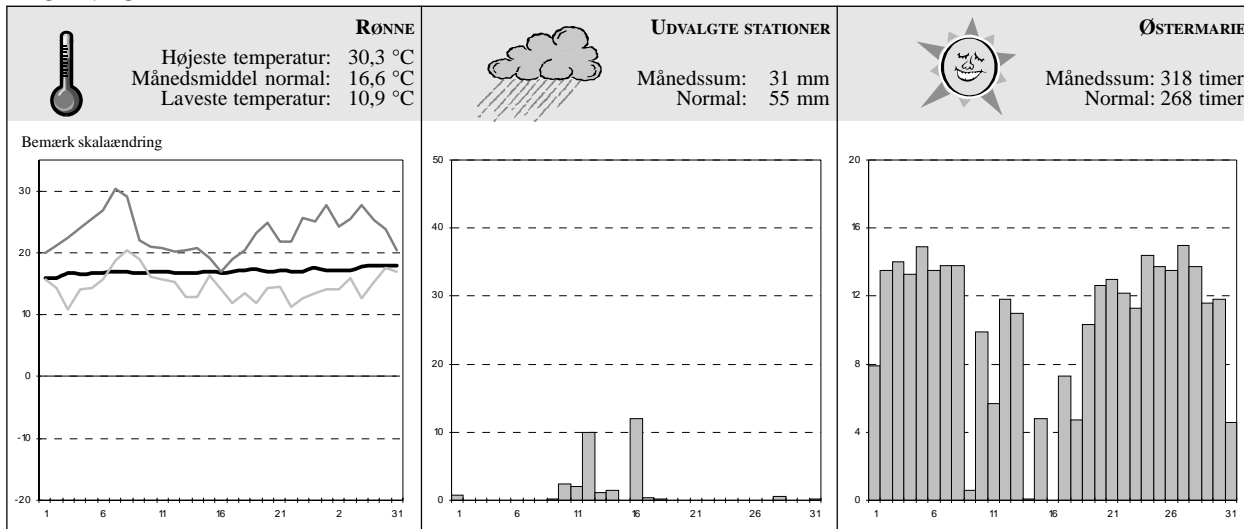 RØNNE
Højeste temperatur: 30,3 °C
Månedsmiddel normal: 16,6 °C
Laveste temperatur: 10,9 °C
UDVALGTE STATIONER
Månedssum: 31 mm
Normal: 55 mm
ØSTERMARIE
Månedssum: 318 timer
Normal: 268 timer
Bemærk skalaændring
30
20
10
0
-10
-20
1 6 11 16 21 2 31
50
40
30
20
10
0
1 6 11 16 21 26 31
20
16
12
8
4
0
1 6 11 16 21 26 31